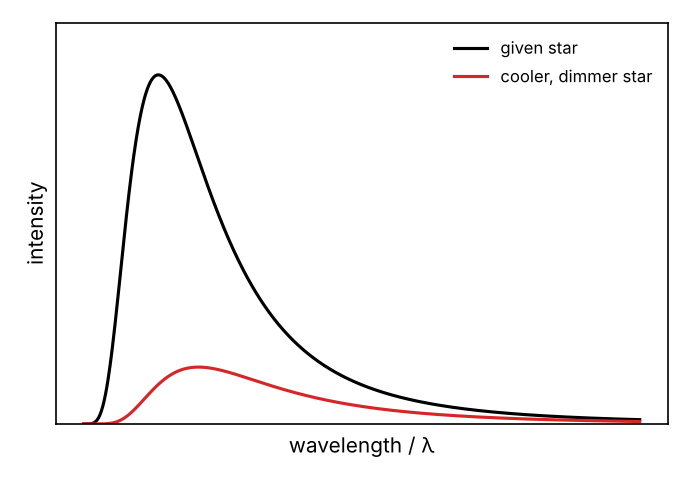 given star
cooler, dimmer star
intensity
wavelength / λ